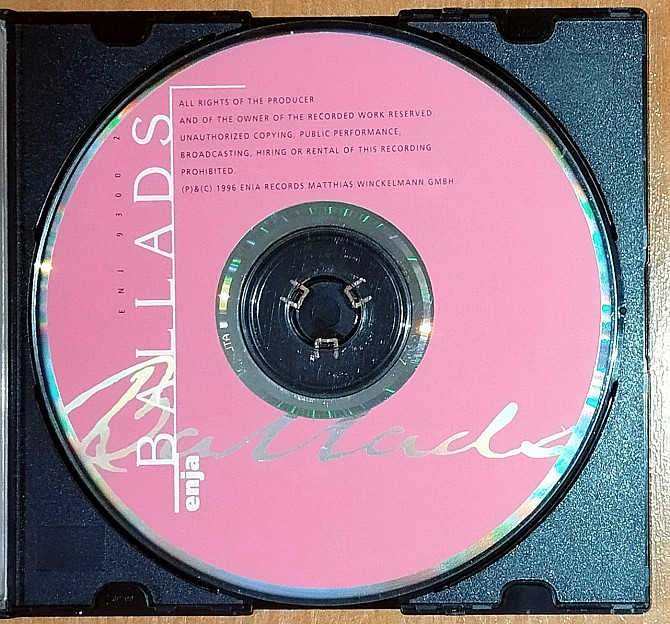 ALL RIGHTS OF THE PRODUCER
AND OF THE OWNER OF THE RECORDED WORK RESERVED
UNAUTHORIZED COPYING, PUBLIC PERFORMANCE,
BROADCASTING, HIRING OR RENTAL OF THIS RECORDING
PROHIBITED.
(P)&(C) 1996 ENIA RECORDS MATTHIAS WINCKELMANN GMBH.
ENJ 9300 2
BALLADS
Ballads
enja